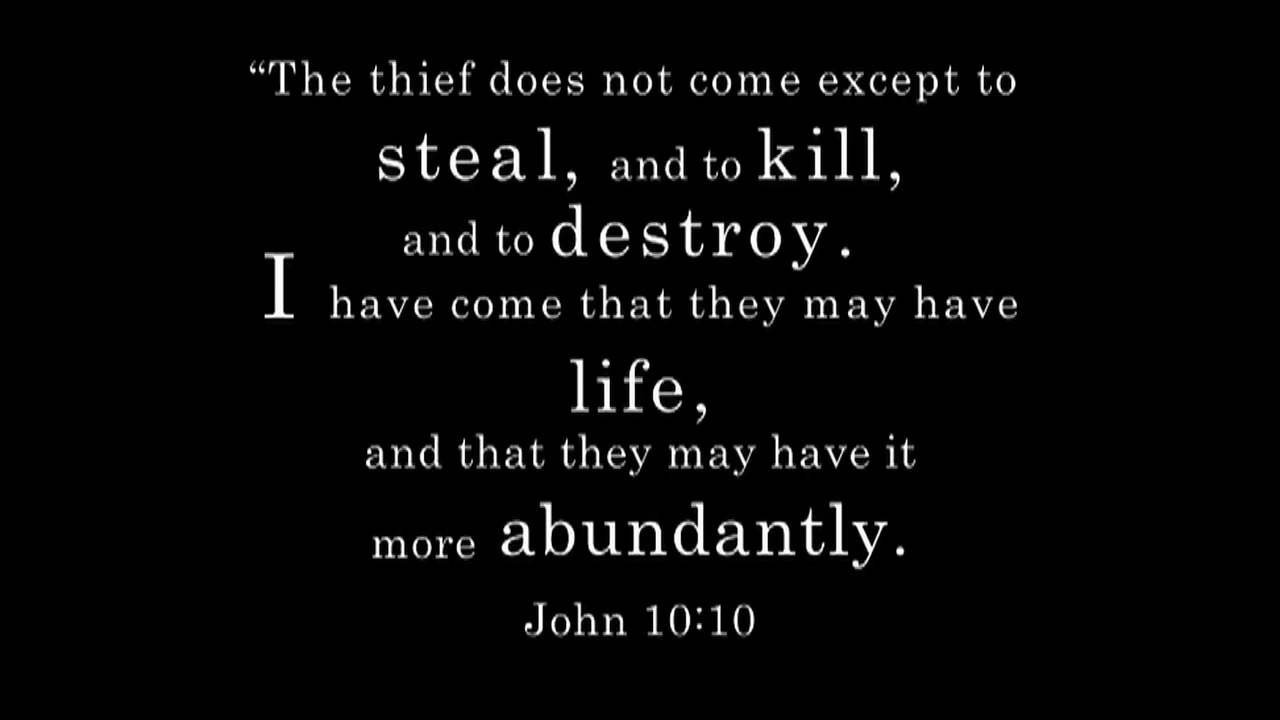 “The thief does not come except to
steal, and to kill,
and to destroy.
I have come that they may have
life,
and that they may have it
more abundantly.
John 10:10